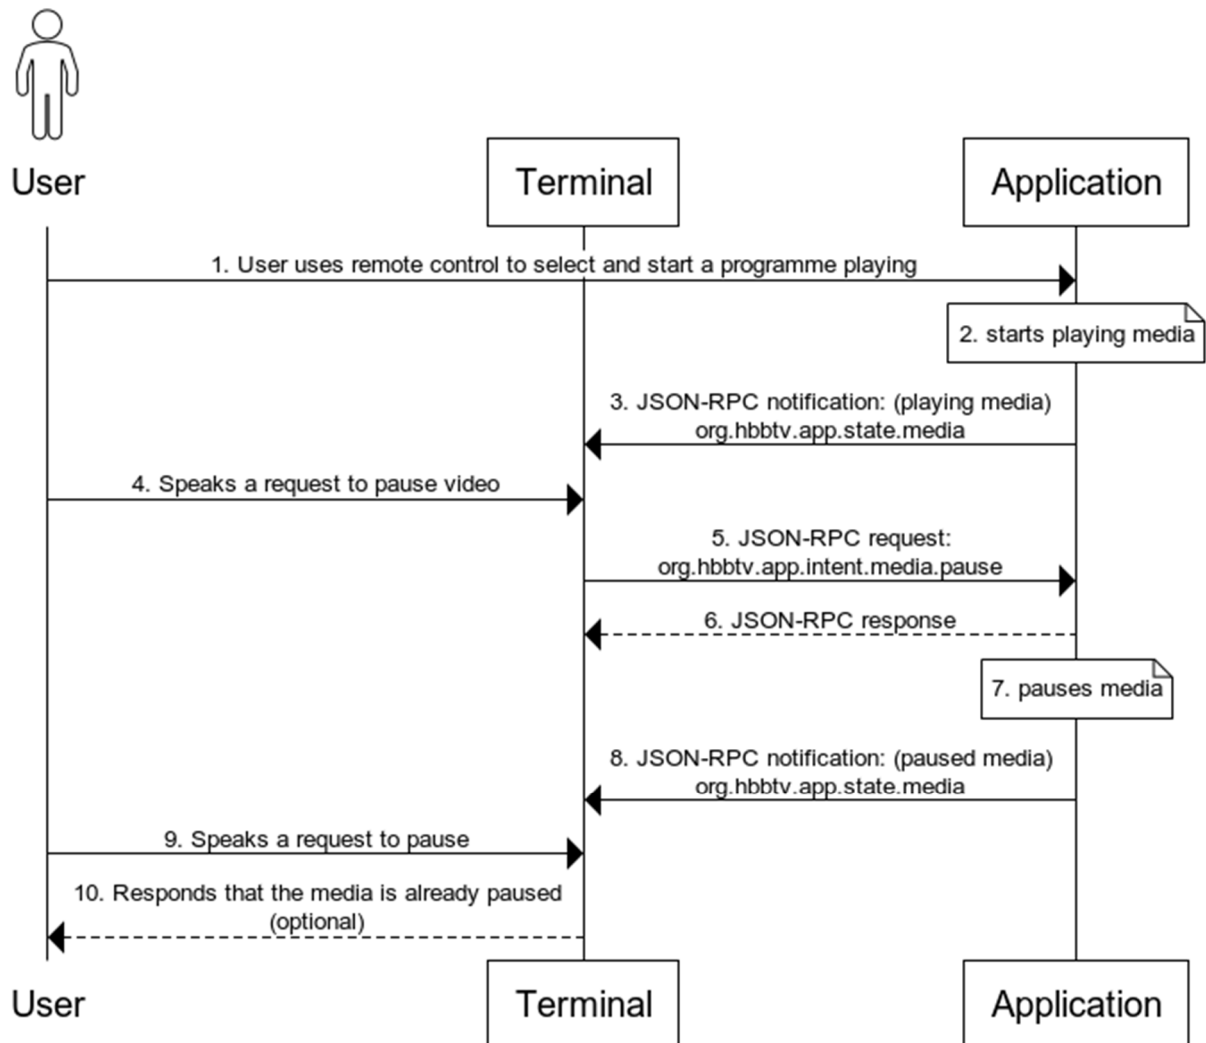 User
Terminal
Application
1. User uses remote control to select and start a programme playing
2. starts playing media
3. JSON-RPC notification: (playing media)
org.hbbtv.app.state.media
4. Speaks a request to pause video
5. JSON-RPC request:
org.hbbtv.app.intent.media.pause
6. JSON-RPC response
7. pauses media
8. JSON-RPC notification: (paused media)
org.hbbtv.app.state.media
9. Speaks a request to pause
10. Responds that the media is already paused
(optional)
User
Terminal
Application